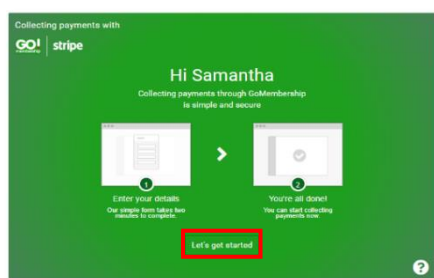 Collecting payments with
GO! stripe
Hi Samantha
Collecting payments through GoMembership
is simple and secure
1
2
Enter your details
You're all done!
Our simple form takes two
minutes to complete.
You can start collecting
payments now
Let's get started
?